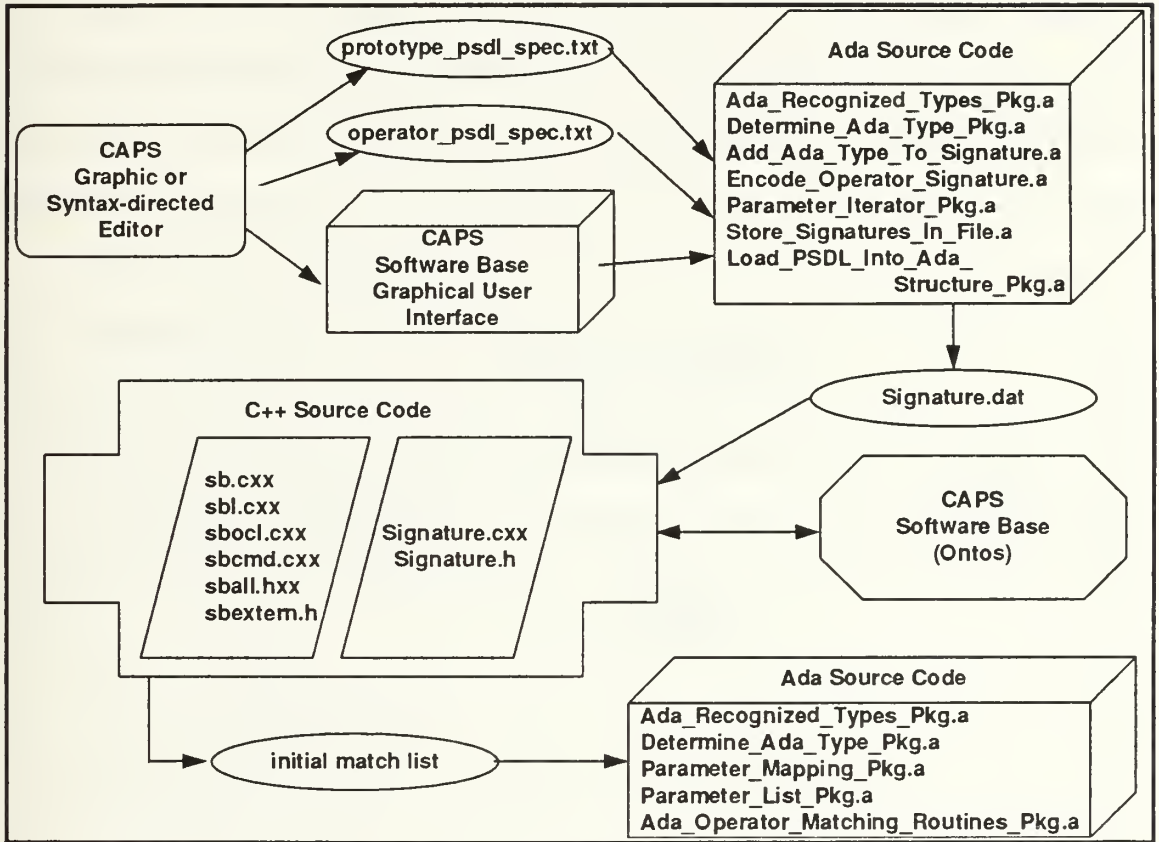 prototype_psdl_spec.txt
operator_psdl_spec.txt
CAPS
Graphic or
Syntax-directed
Editor
CAPS
Software Base
Graphical User
Interface
Ada Source Code
Ada_Recognized_Types_Pkg.a
Determine_Ada_Type_Pkg.a
Add_Ada_Type_To_Signature.a
Encode_Operator_Signature.a
Parameter_Iterator_Pkg.a
Store_Signatures_In_File.a
Load_PSDL_Into_Ada_
Structure_Pkg.a
Signature.dat
C++ Source Code
sb.cxx
sbl.cxx
sbocl.cxx
sbcmd.cxx
sball.hxx
sbextern.h
Signature.cxx
Signature.h
CAPS
Software Base
(Ontos)
initial match list
Ada Source Code
Ada_Recognized_Types_Pkg.a
Determine_Ada_Type_Pkg.a
Parameter_Mapping_Pkg.a
Parameter_List_Pkg.a
Ada_Operator_Matching_Routines_Pkg.a